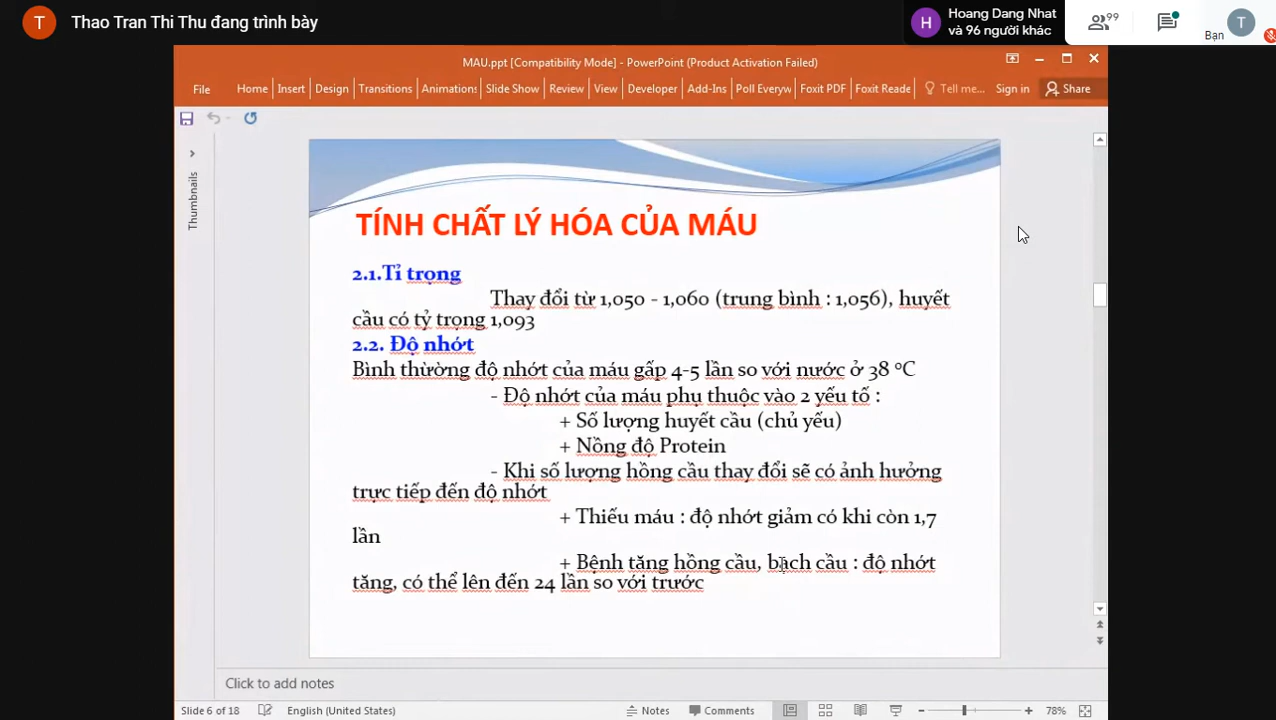 T Thao Tran Thi Thu đang trình bày
H Hoang Dang Nhat
và 96 người khác
99
T
Bạn
MAU.ppt [Compatibility Mode] - PowerPoint (Product Activation Failed)
File Home Insert Design Transitions Animations Slide Show Review View Developer Add-Ins Poll Everyw Foxit PDF Foxit Reade Tell me... Sign in Share
Thumbnails
TÍNH CHẤT LÝ HÓA CỦA MÁU
2.1.Tỉ trọng
Thay đổi từ 1,050 - 1,060 (trung bình : 1,056), huyết
cầu có tỷ trọng 1,093
2.2. Độ nhớt
Bình thừờng độ nhớt của máu gấp 4-5 lần so với nước ở 38 ºC
- Độ nhớt của máu phụ thuộc vào 2 yếu tố :
+ Số lượng huyết cầu (chủ yếu)
+ Nồng độ Protein
- Khi số lượng hồng cầu thay đổi sẽ có ảnh hưởng
trực tiếp đến độ nhớt
+ Thiếu máu : độ nhớt giảm có khi còn 1,7
lần
+ Bệnh tăng hồng cầu, bạch cầu : độ nhớt
tăng, có thể lên đến 24 lần so với trước
Click to add notes
Slide 6 of 18 English (United States) Notes Comments 78%